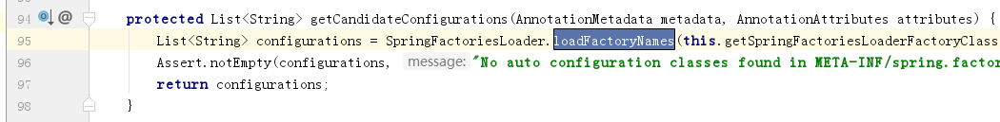 94 @ protected List<String> getCandidateConfigurations(AnnotationMetadata metadata, AnnotationAttributes attributes) {
95 List<String> configurations = SpringFactoriesLoader.loadFactoryNames(this.getSpringFactoriesLoaderFactoryClass
96 Assert.notEmpty(configurations, message: "No auto configuration classes found in META-INF/spring.factor
97 return configurations;
98 }